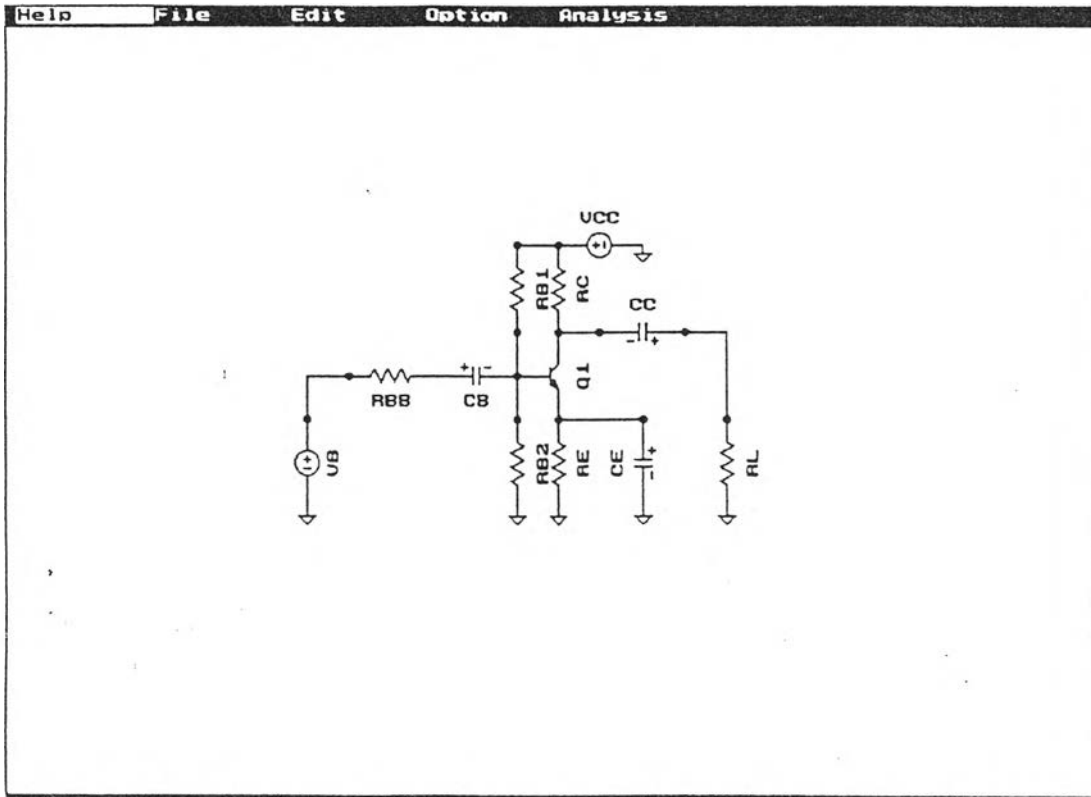 Help File Edit Option Analysis
VCC
RB1
RC
CC
- +
+ -
Q1
RBB
CB
VB
RB2
RE
CE
+
-
RL